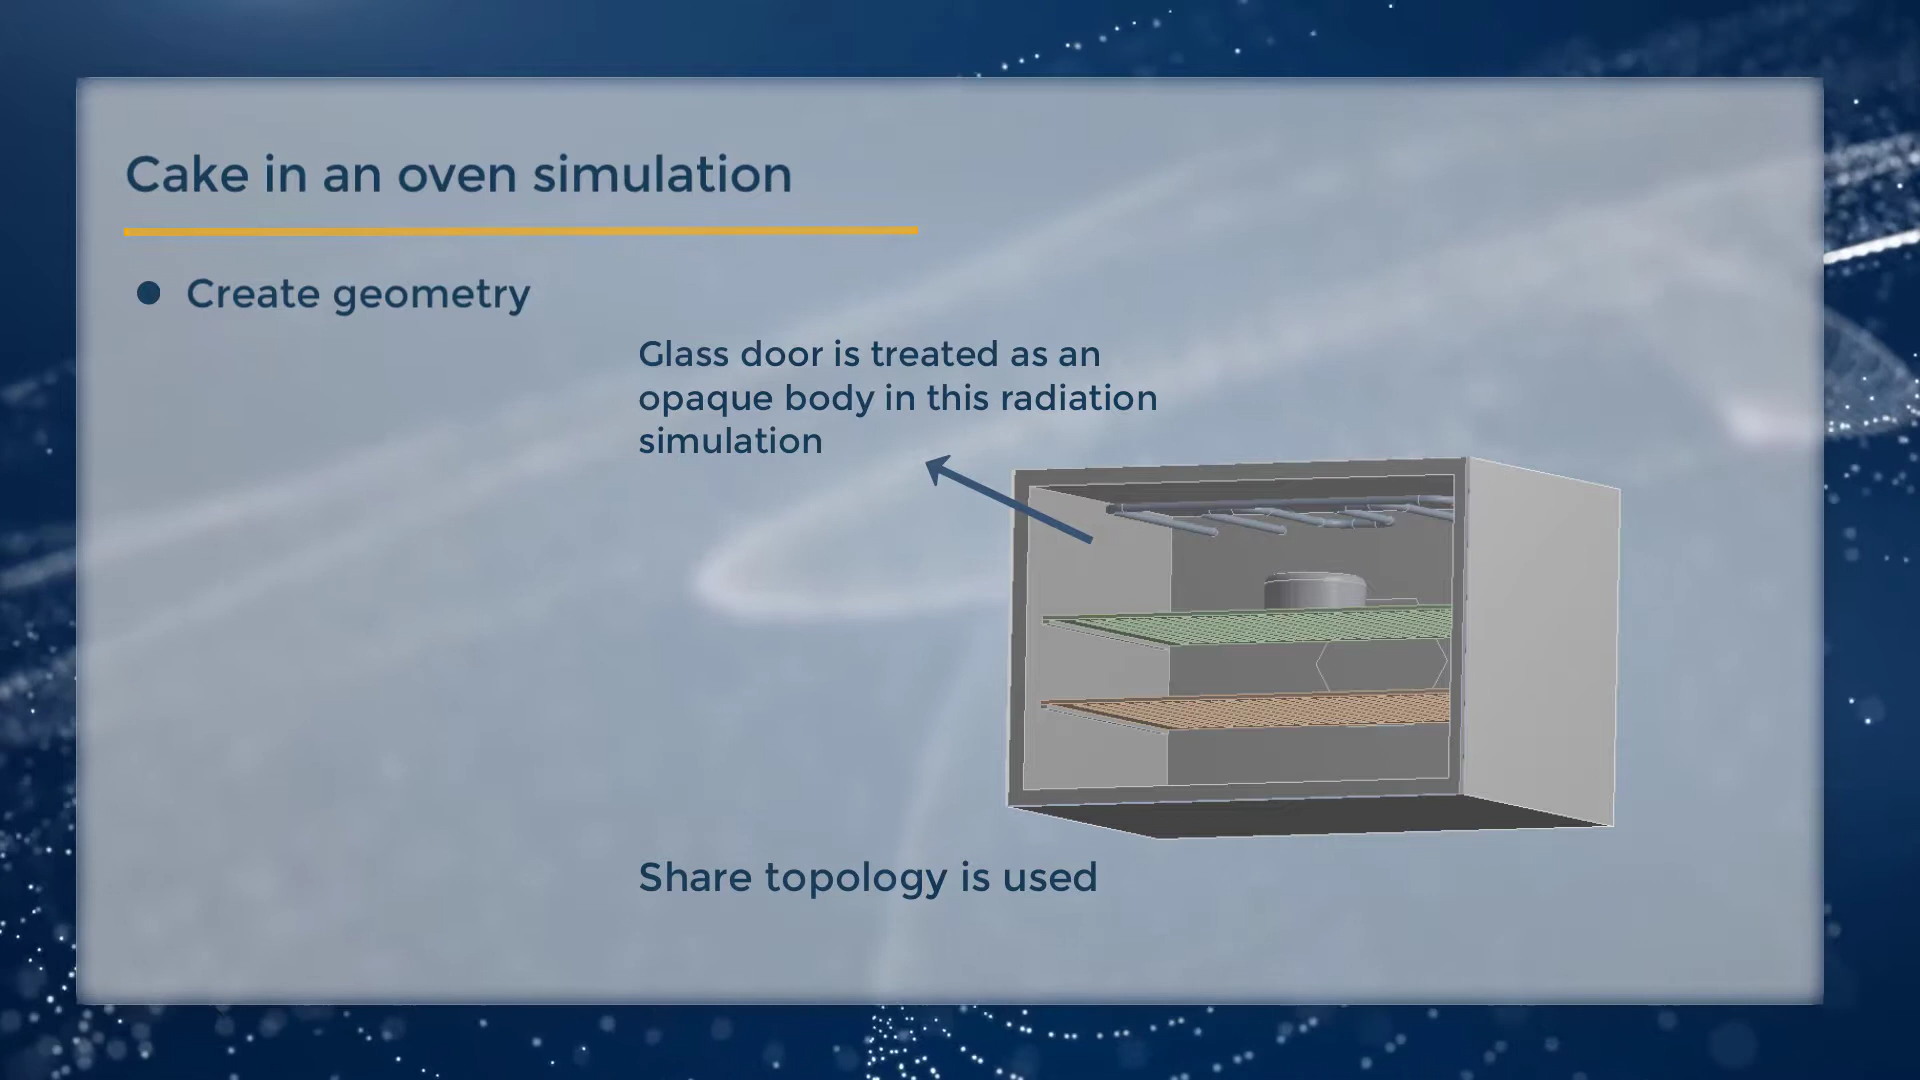 Cake in an oven simulation
Create geometry
Glass door is treated as an
opaque body in this radiation
simulation
Share topology is used